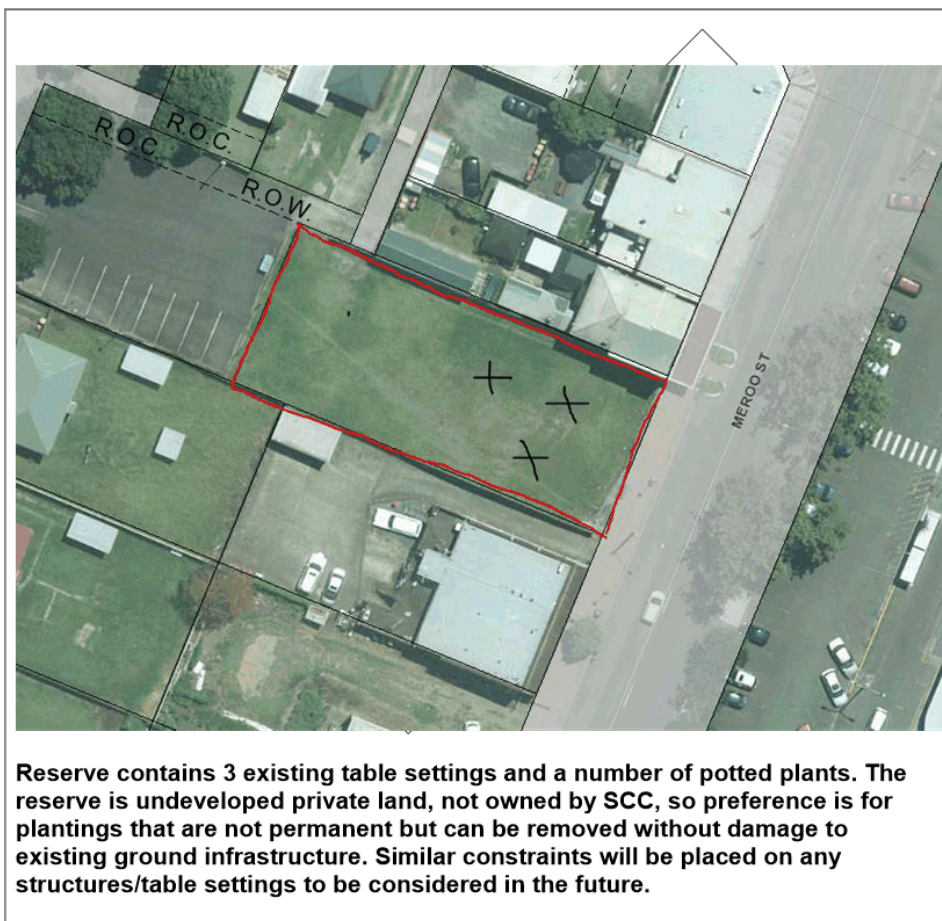 R.O.C.
R.O.C.
R.O.W.
MEROO ST
Reserve contains 3 existing table settings and a number of potted plants. The
reserve is undeveloped private land, not owned by SCC, so preference is for
plantings that are not permanent but can be removed without damage to
existing ground infrastructure. Similar constraints will be placed on any
structures/table settings to be considered in the future.